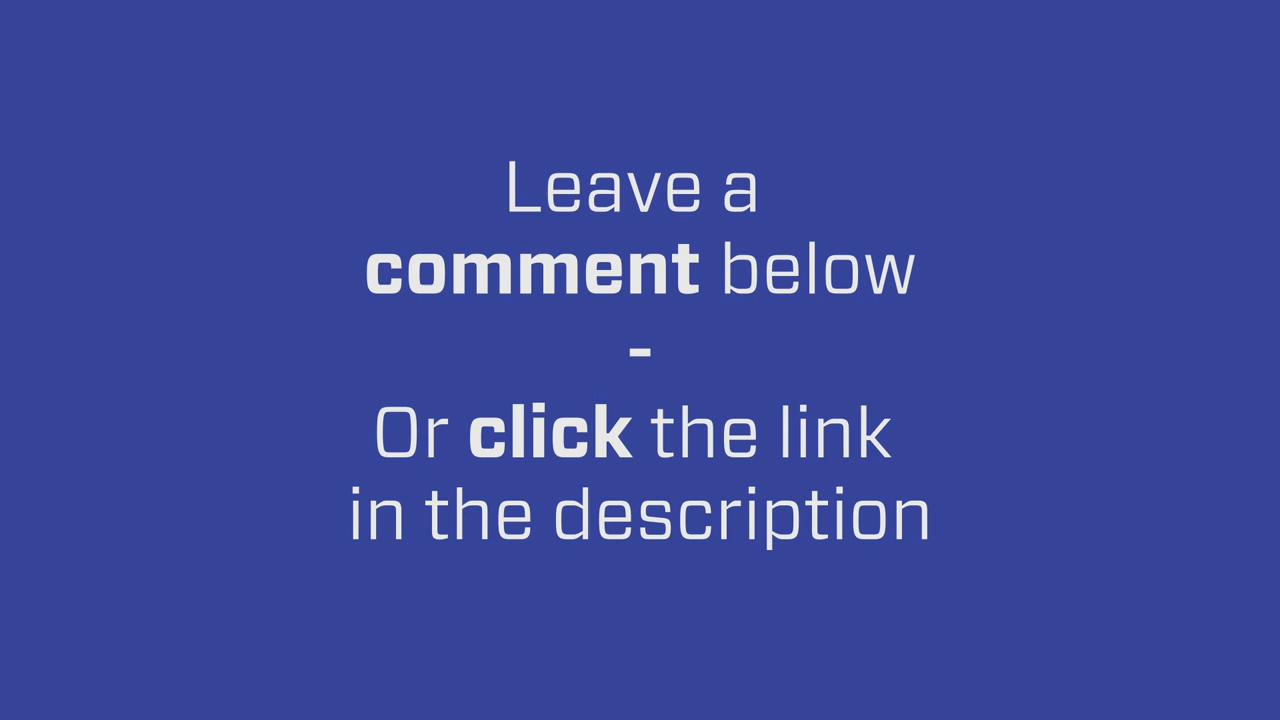 Leave a
comment below
-
Or click the link
in the description